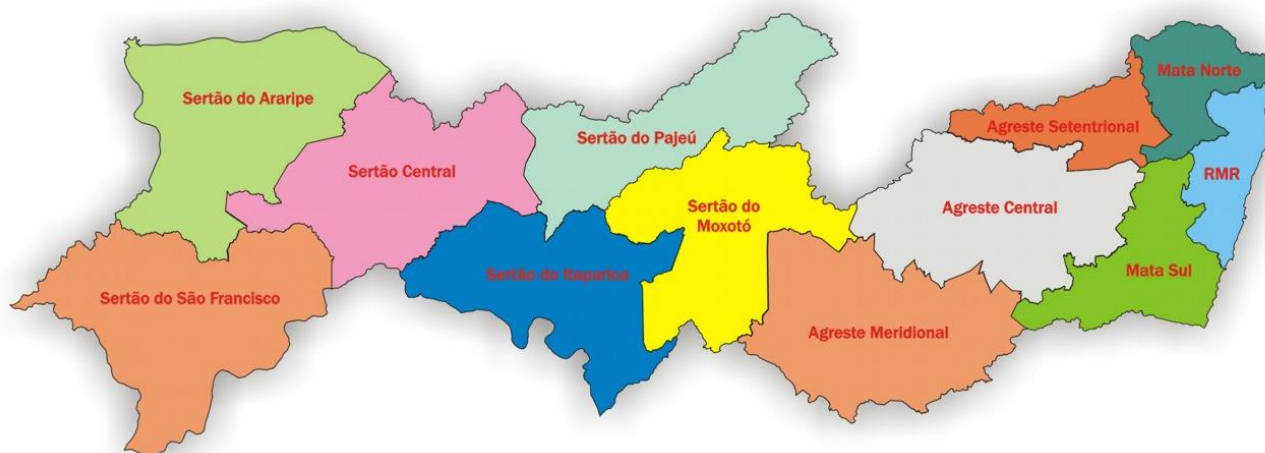 Mata Norte
Sertão do Araripe
Agreste Setentrional
Sertão do Pajeú
Sertão Central
RMR
Sertão do
Moxotó
Agreste Central
Sertão do Itaparica
Mata Sul
Sertão do São Francisco
Agreste Meridional